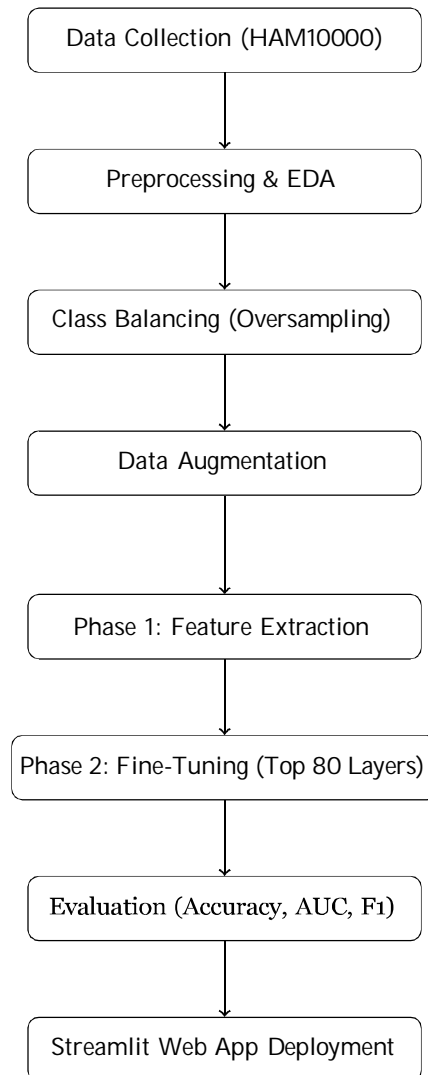 Data Collection (HAM10000)
Preprocessing & EDA
Class Balancing (Oversampling)
Data Augmentation
Phase 1: Feature Extraction
Phase 2: Fine-Tuning (Top 80 Layers)
Evaluation (Accuracy, AUC, F1)
Streamlit Web App Deployment